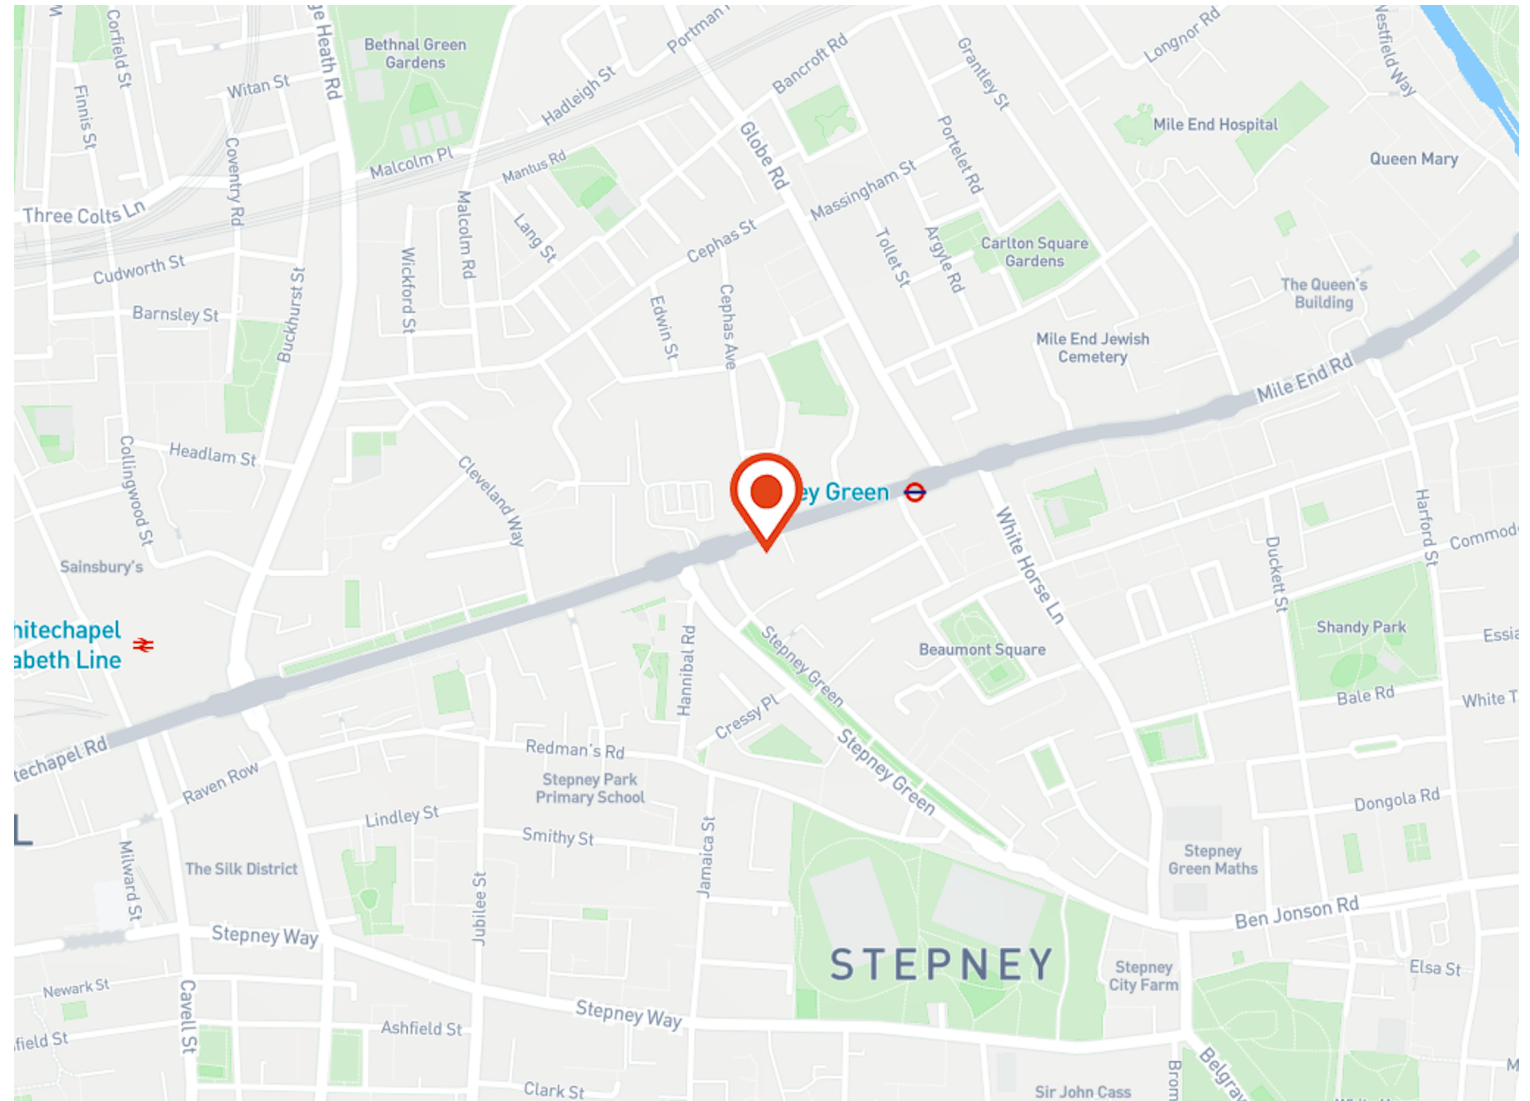 Corfield St
ge Heath Rd
Bethnal Green
Gardens
Portman
Bancroft Rd
Grantley St
Longnor Rd
Westfield Way
Finnis St
Witan St
Hadleigh St
Mile End Hospital
Queen Mary
Coventry Rd
Malcolm Pl
Mantus Rd
Globe Rd
Portelet Rd
Massingham St
Three Colts Ln
Malcolm Rd
Lang St
Cephas St
Tollet St
Argyle Rd
Carlton Square
Gardens
Cudworth St
Wickford St
Buckhurst St
Barnsley St
Edwin St
Cephas Ave
The Queen's
Building
Mile End Jewish
Cemetery
Mile End Rd
Collingwood St
Headlam St
Cleveland Way
ey Green
White Horse Ln
Harford St
Commod
Duckett St
Sainsbury's
hitechapel
abeth Line
Hannibal Rd
Stepney Green
Beaumont Square
Shandy Park
Essia
Bale Rd
White T
Cressy Pl
Redman's Rd
Stepney Green
techapel Rd
Raven Row
Stepney Park
Primary School
Lindley St
Smithy St
Jamaica St
Dongola Rd
L
Milward St
The Silk District
Jubilee St
Stepney
Green Maths
Ben Jonson Rd
Stepney Way
STEPNEY
Stepney
City Farm
Elsa St
Newark St
Cavell St
Stepney Way
Ashfield St
field St
Belgrav
Brom
Clark St
Sir John Cass